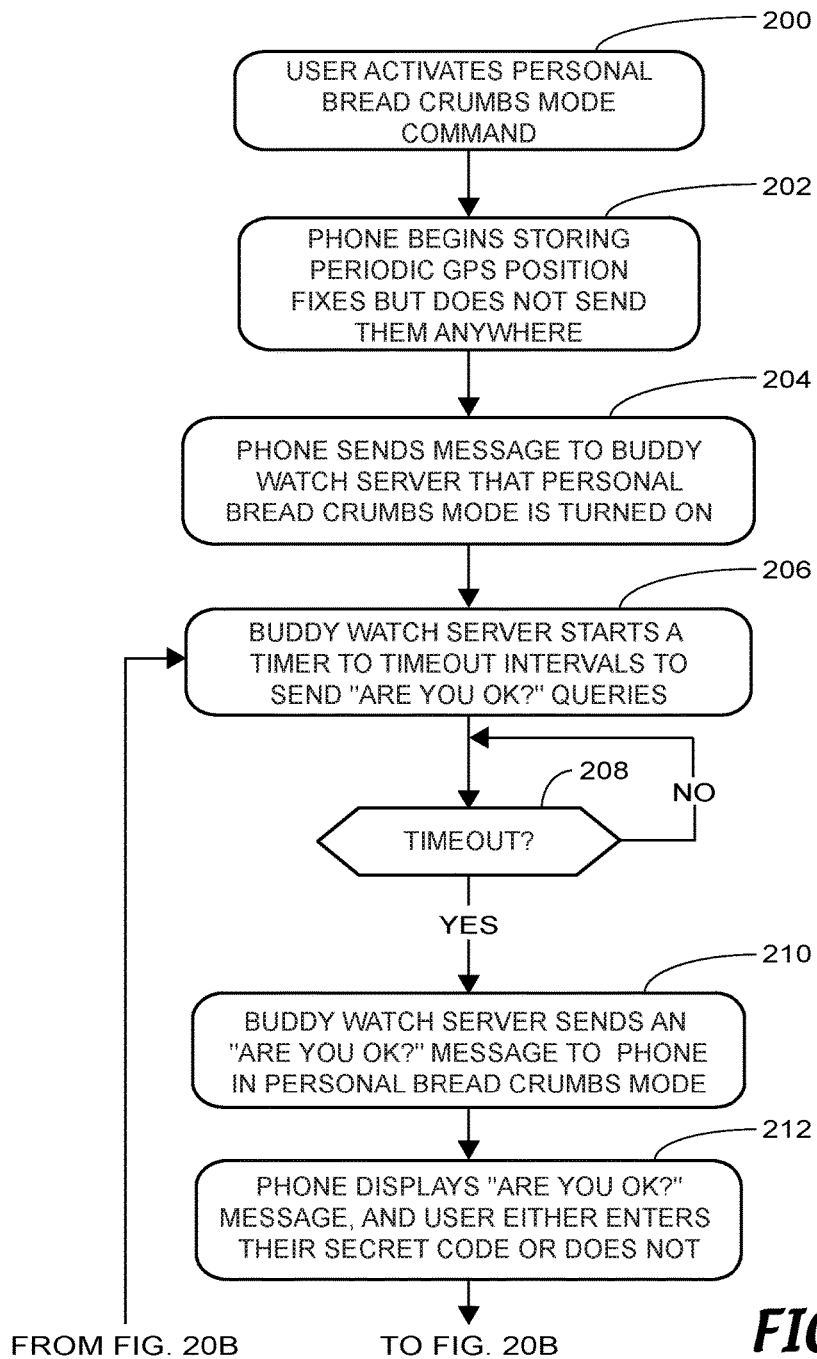 200
USER ACTIVATES PERSONAL
BREAD CRUMBS MODE
COMMAND
202
PHONE BEGINS STORING
PERIODIC GPS POSITION
FIXES BUT DOES NOT SEND
THEM ANYWHERE
204
PHONE SENDS MESSAGE TO BUDDY
WATCH SERVER THAT PERSONAL
BREAD CRUMBS MODE IS TURNED ON
206
BUDDY WATCH SERVER STARTS A
TIMER TO TIMEOUT INTERVALS TO
SEND "ARE YOU OK?" QUERIES
208
NO
TIMEOUT?
YES
210
BUDDY WATCH SERVER SENDS AN
"ARE YOU OK?" MESSAGE TO PHONE
IN PERSONAL BREAD CRUMBS MODE
212
PHONE DISPLAYS "ARE YOU OK?"
MESSAGE, AND USER EITHER ENTERS
THEIR SECRET CODE OR DOES NOT
FROM FIG. 20B
TO FIG. 20B